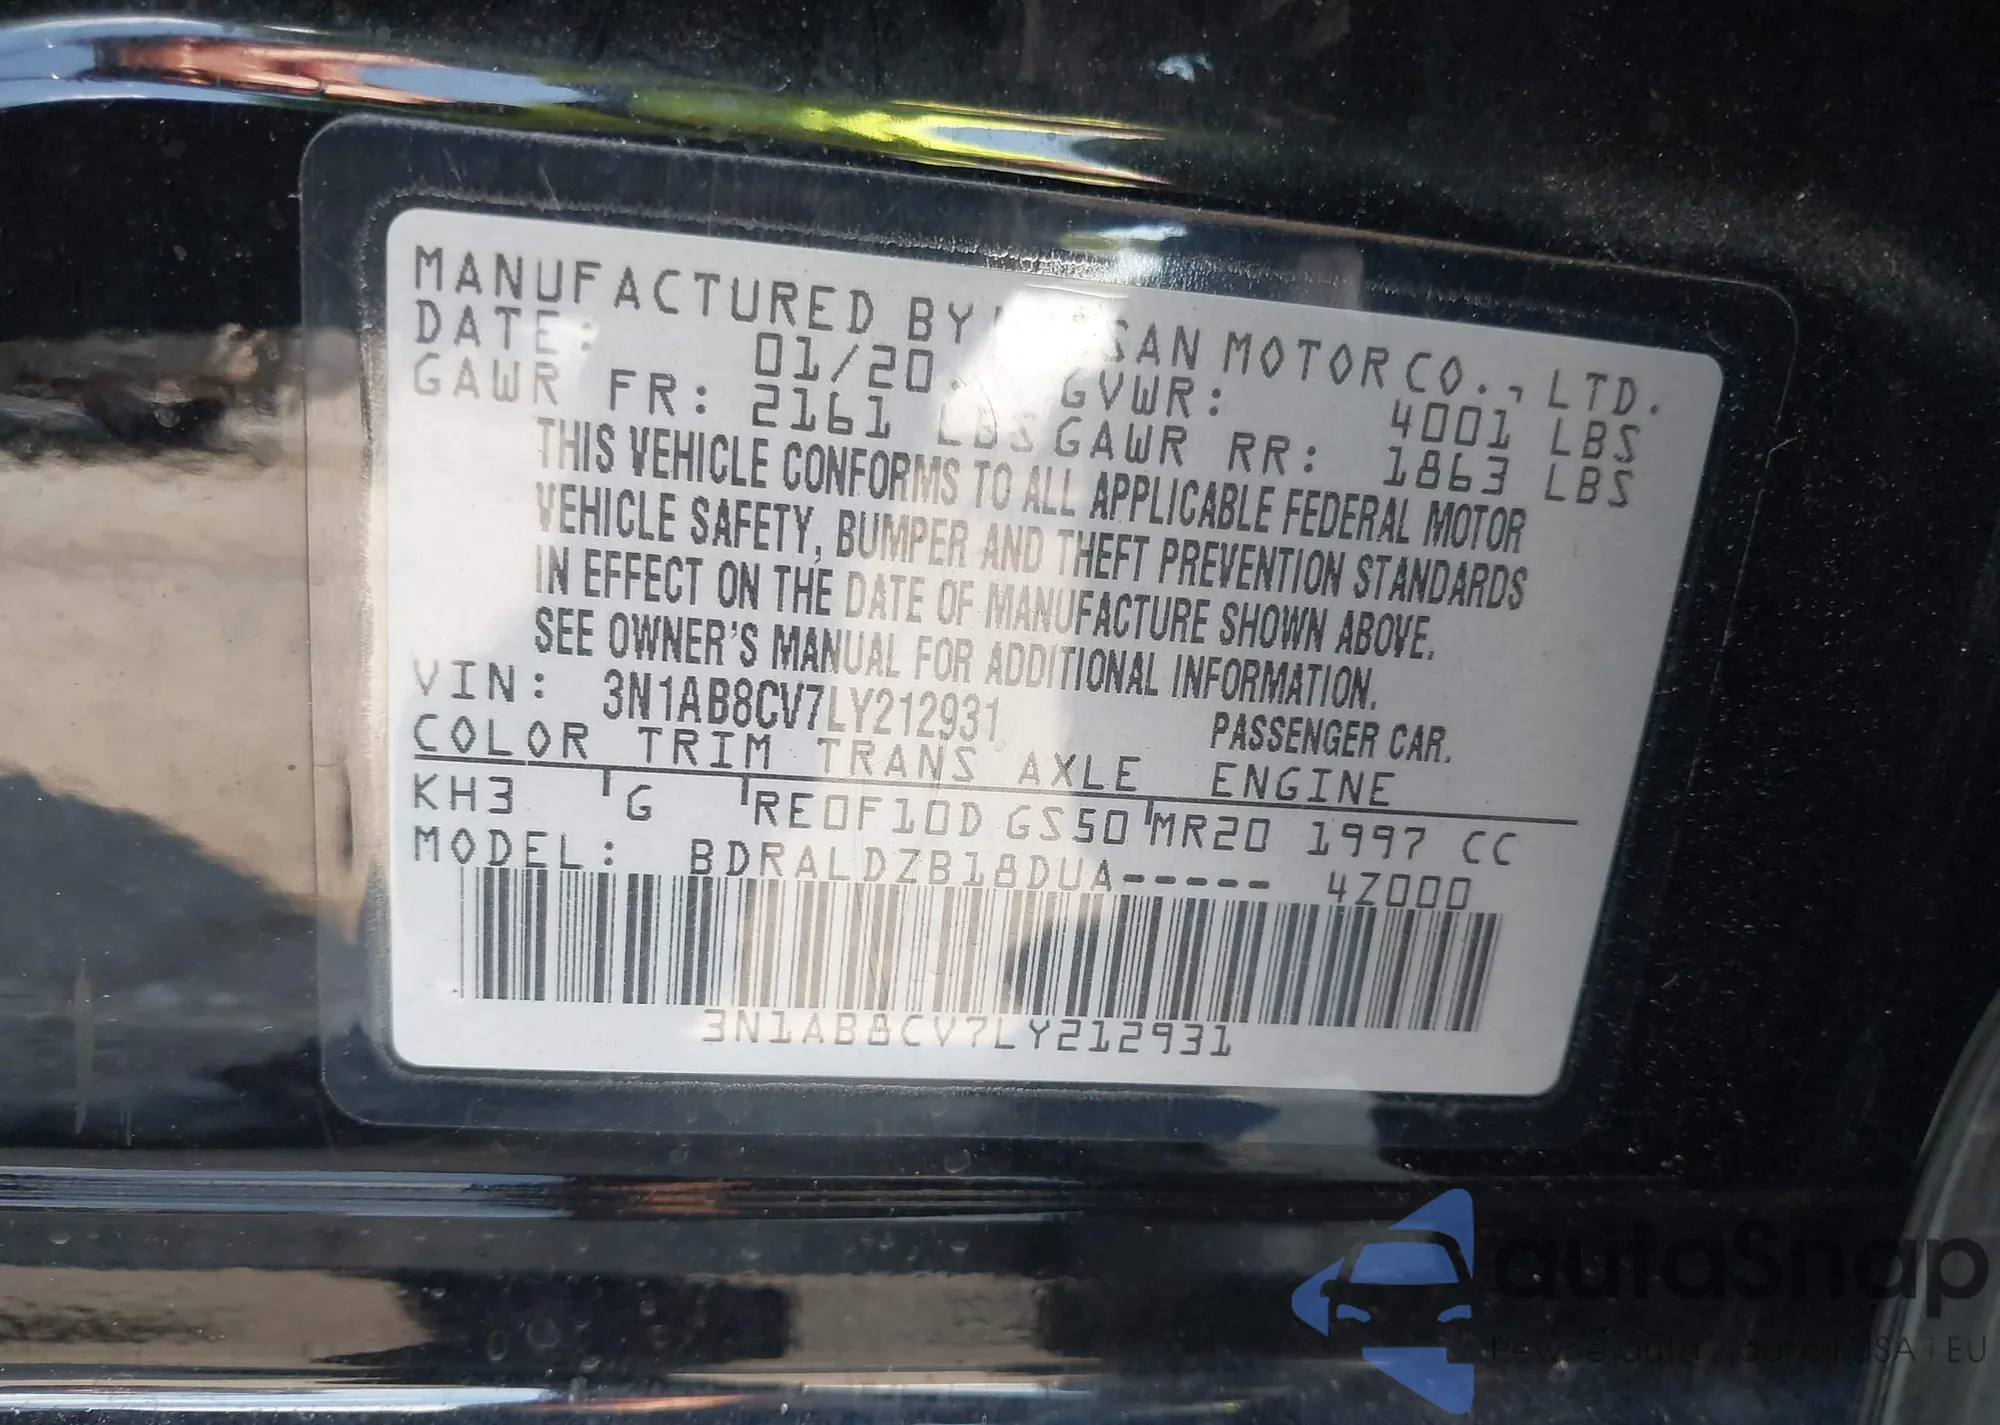 MANUFACTURED BY NISSAN MOTOR CO., LTD.
DATE: 01/20 GVWR: 4001 LBS
GAWR FR: 2161 LBS GAWR RR: 1863 LBS
THIS VEHICLE CONFORMS TO ALL APPLICABLE FEDERAL MOTOR
VEHICLE SAFETY, BUMPER AND THEFT PREVENTION STANDARDS
IN EFFECT ON THE DATE OF MANUFACTURE SHOWN ABOVE.
SEE OWNER'S MANUAL FOR ADDITIONAL INFORMATION.
VIN: 3N1AB8CV7LY212931 PASSENGER CAR.
COLOR TRIM TRANS AXLE ENGINE
KH3 G RE0F10D GS50 MR20 1997 CC
MODEL: BDRALDZB18DUA----- 4Z000
3N1AB8CV7LY212931
autoSnap
USA i EU